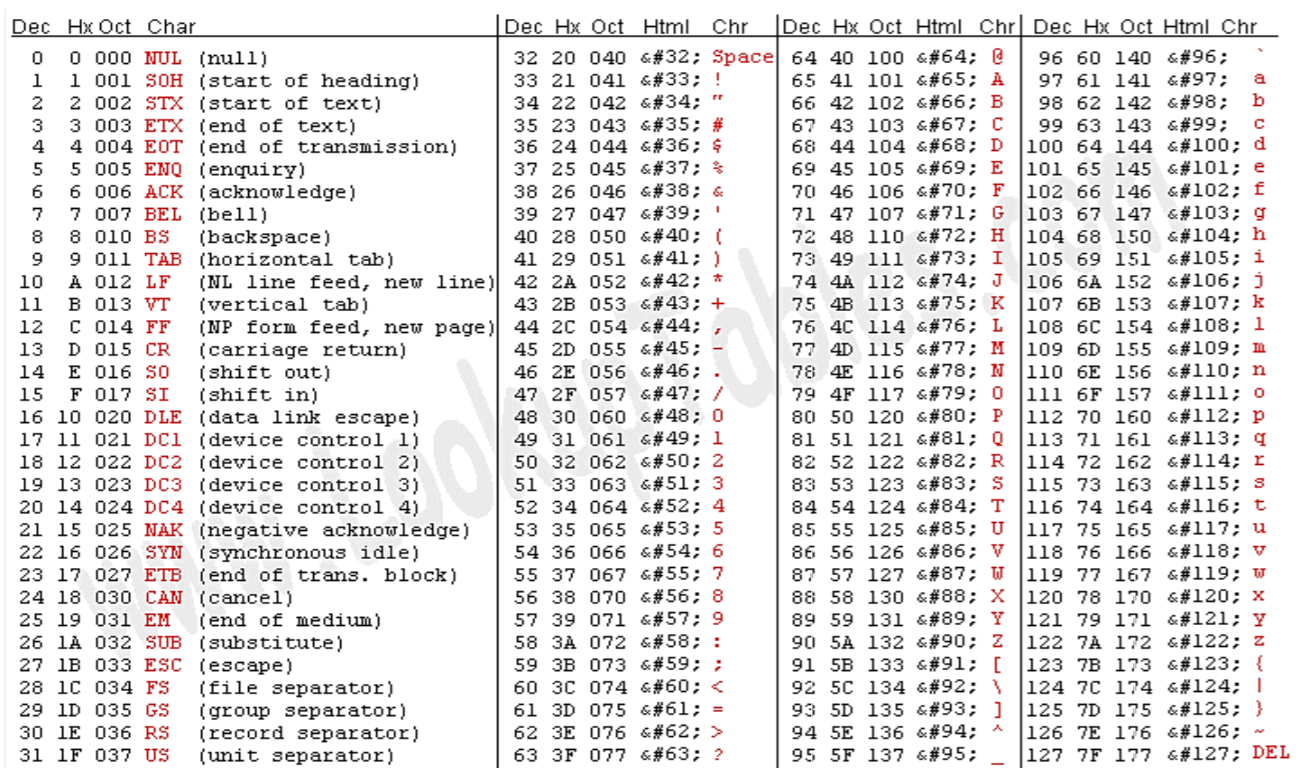 Dec Hx Oct Char Dec Hx Oct Html Chr Dec Hx Oct Html Chr Dec Hx Oct Html Chr
0 0 000 NUL (null) 32 20 040 &#32; Space 64 40 100 &#64; @ 96 60 140 &#96; `
1 1 001 SOH (start of heading) 33 21 041 &#33; ! 65 41 101 &#65; A 97 61 141 &#97; a
2 2 002 STX (start of text) 34 22 042 &#34; " 66 42 102 &#66; B 98 62 142 &#98; b
3 3 003 ETX (end of text) 35 23 043 &#35; # 67 43 103 &#67; C 99 63 143 &#99; c
4 4 004 EOT (end of transmission) 36 24 044 &#36; $ 68 44 104 &#68; D 100 64 144 &#100; d
5 5 005 ENQ (enquiry) 37 25 045 &#37; % 69 45 105 &#69; E 101 65 145 &#101; e
6 6 006 ACK (acknowledge) 38 26 046 &#38; & 70 46 106 &#70; F 102 66 146 &#102; f
7 7 007 BEL (bell) 39 27 047 &#39; ' 71 47 107 &#71; G 103 67 147 &#103; g
8 8 010 BS (backspace) 40 28 050 &#40; ( 72 48 110 &#72; H 104 68 150 &#104; h
9 9 011 TAB (horizontal tab) 41 29 051 &#41; ) 73 49 111 &#73; I 105 69 151 &#105; i
10 A 012 LF (NL line feed, new line) 42 2A 052 &#42; * 74 4A 112 &#74; J 106 6A 152 &#106; j
11 B 013 VT (vertical tab) 43 2B 053 &#43; + 75 4B 113 &#75; K 107 6B 153 &#107; k
12 C 014 FF (NP form feed, new page) 44 2C 054 &#44; , 76 4C 114 &#76; L 108 6C 154 &#108; l
13 D 015 CR (carriage return) 45 2D 055 &#45; - 77 4D 115 &#77; M 109 6D 155 &#109; m
14 E 016 SO (shift out) 46 2E 056 &#46; . 78 4E 116 &#78; N 110 6E 156 &#110; n
15 F 017 SI (shift in) 47 2F 057 &#47; / 79 4F 117 &#79; O 111 6F 157 &#111; o
16 10 020 DLE (data link escape) 48 30 060 &#48; 0 80 50 120 &#80; P 112 70 160 &#112; p
17 11 021 DC1 (device control 1) 49 31 061 &#49; 1 81 51 121 &#81; Q 113 71 161 &#113; q
18 12 022 DC2 (device control 2) 50 32 062 &#50; 2 82 52 122 &#82; R 114 72 162 &#114; r
19 13 023 DC3 (device control 3) 51 33 063 &#51; 3 83 53 123 &#83; S 115 73 163 &#115; s
20 14 024 DC4 (device control 4) 52 34 064 &#52; 4 84 54 124 &#84; T 116 74 164 &#116; t
21 15 025 NAK (negative acknowledge) 53 35 065 &#53; 5 85 55 125 &#85; U 117 75 165 &#117; u
22 16 026 SYN (synchronous idle) 54 36 066 &#54; 6 86 56 126 &#86; V 118 76 166 &#118; v
23 17 027 ETB (end of trans. block) 55 37 067 &#55; 7 87 57 127 &#87; W 119 77 167 &#119; w
24 18 030 CAN (cancel) 56 38 070 &#56; 8 88 58 130 &#88; X 120 78 170 &#120; x
25 19 031 EM (end of medium) 57 39 071 &#57; 9 89 59 131 &#89; Y 121 79 171 &#121; y
26 1A 032 SUB (substitute) 58 3A 072 &#58; : 90 5A 132 &#90; Z 122 7A 172 &#122; z
27 1B 033 ESC (escape) 59 3B 073 &#59; ; 91 5B 133 &#91; [ 123 7B 173 &#123; {
28 1C 034 FS (file separator) 60 3C 074 &#60; < 92 5C 134 &#92; \ 124 7C 174 &#124; |
29 1D 035 GS (group separator) 61 3D 075 &#61; = 93 5D 135 &#93; ] 125 7D 175 &#125; }
30 1E 036 RS (record separator) 62 3E 076 &#62; > 94 5E 136 &#94; ^ 126 7E 176 &#126; ~
31 1F 037 US (unit separator) 63 3F 077 &#63; ? 95 5F 137 &#95; _ 127 7F 177 &#127; DEL
www.LookupTables.com